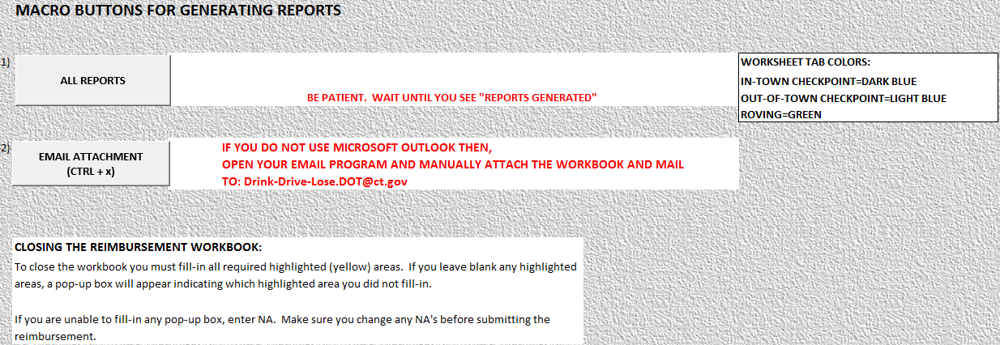 MACRO BUTTONS FOR GENERATING REPORTS
1)
ALL REPORTS
BE PATIENT.  WAIT UNTIL YOU SEE "REPORTS GENERATED"
WORKSHEET TAB COLORS:
IN-TOWN CHECKPOINT=DARK BLUE
OUT-OF-TOWN CHECKPOINT=LIGHT BLUE
ROVING=GREEN
2)
EMAIL ATTACHMENT
(CTRL + x)
IF YOU DO NOT USE MICROSOFT OUTLOOK THEN,
OPEN YOUR EMAIL PROGRAM AND MANUALLY ATTACH THE WORKBOOK AND MAIL
TO: Drink-Drive-Lose.DOT@ct.gov
CLOSING THE REIMBURSEMENT WORKBOOK:
To close the workbook you must fill-in all required highlighted (yellow) areas.  If you leave blank any highlighted
areas, a pop-up box will appear indicating which highlighted area you did not fill-in.
If you are unable to fill-in any pop-up box, enter NA.  Make sure you change any NA's before submitting the
reimbursement.